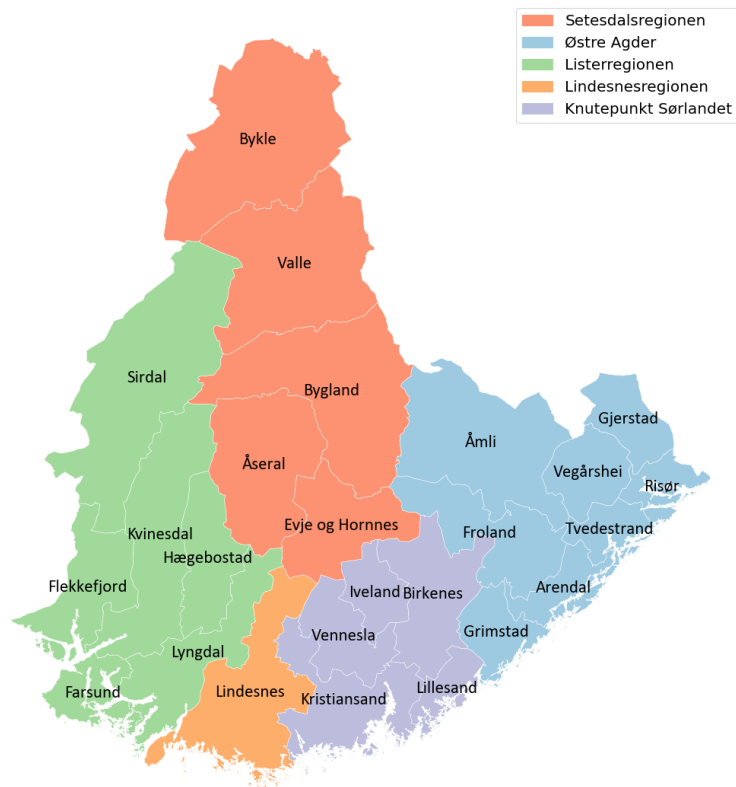 Setesdalsregionen
Østre Agder
Listerregionen
Lindesnesregionen
Knutepunkt Sørlandet
Bykle
Valle
Sirdal
Bygland
Gjerstad
Åmli
Åseral
Vegårshei
Risør
Evje og Hornnes
Kvinesdal
Froland
Tvedestrand
Hægebostad
Flekkefjord
Iveland
Birkenes
Arendal
Vennesla
Grimstad
Lyngdal
Farsund
Lindesnes
Kristiansand
Lillesand